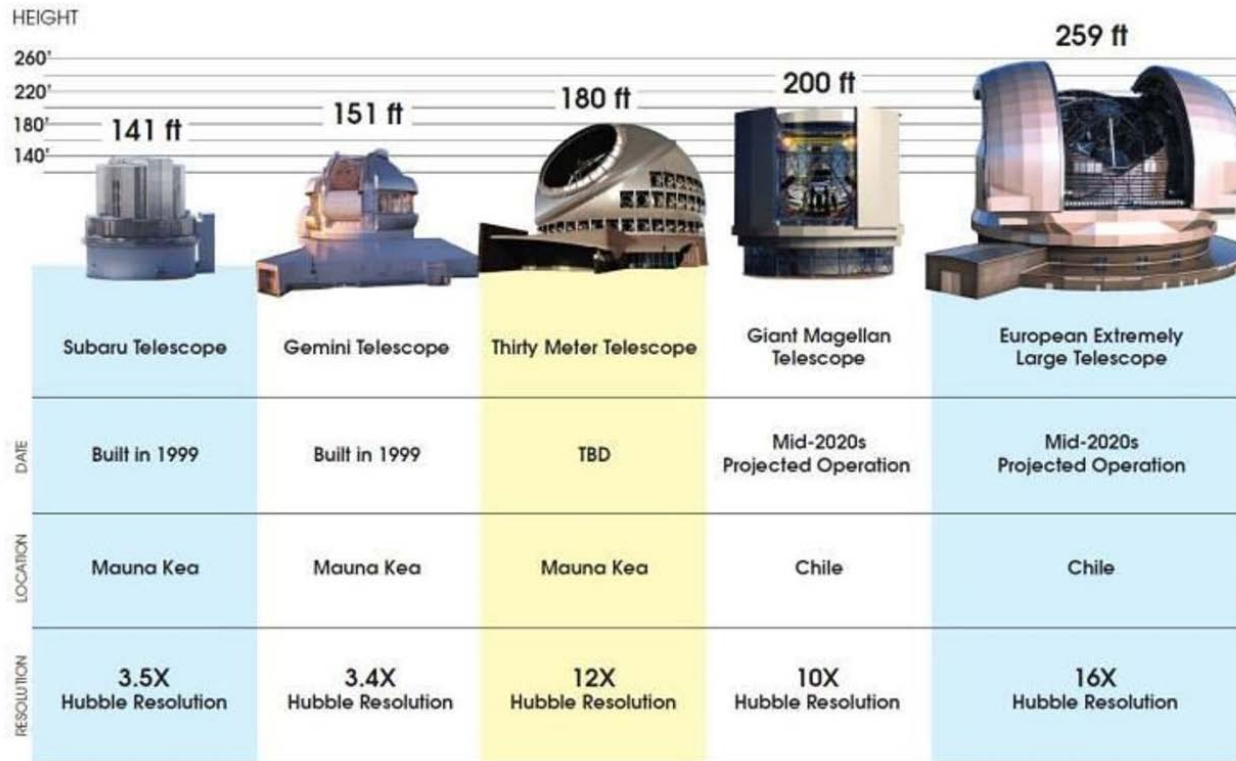 HEIGHT
260'
220'
180'
140'
141 ft
151 ft
180 ft
200 ft
259 ft
Subaru Telescope
Gemini Telescope
Thirty Meter Telescope
Giant Magellan
Telescope
European Extremely
Large Telescope
DATE
Built in 1999
Built in 1999
TBD
Mid-2020s
Projected Operation
Mid-2020s
Projected Operation
LOCATION
Mauna Kea
Mauna Kea
Mauna Kea
Chile
Chile
RESOLUTION
3.5X
Hubble Resolution
3.4X
Hubble Resolution
12X
Hubble Resolution
10X
Hubble Resolution
16X
Hubble Resolution